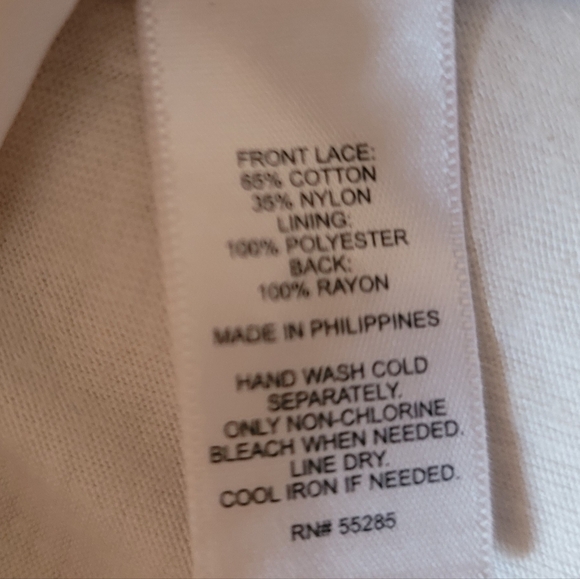 FRONT LACE:
65% COTTON
35% NYLON
LINING:
100% POLYESTER
BACK:
100% RAYON
MADE IN PHILIPPINES
HAND WASH COLD
SEPARATELY.
ONLY NON-CHLORINE
BLEACH WHEN NEEDED.
LINE DRY.
COOL IRON IF NEEDED.
RN# 55285